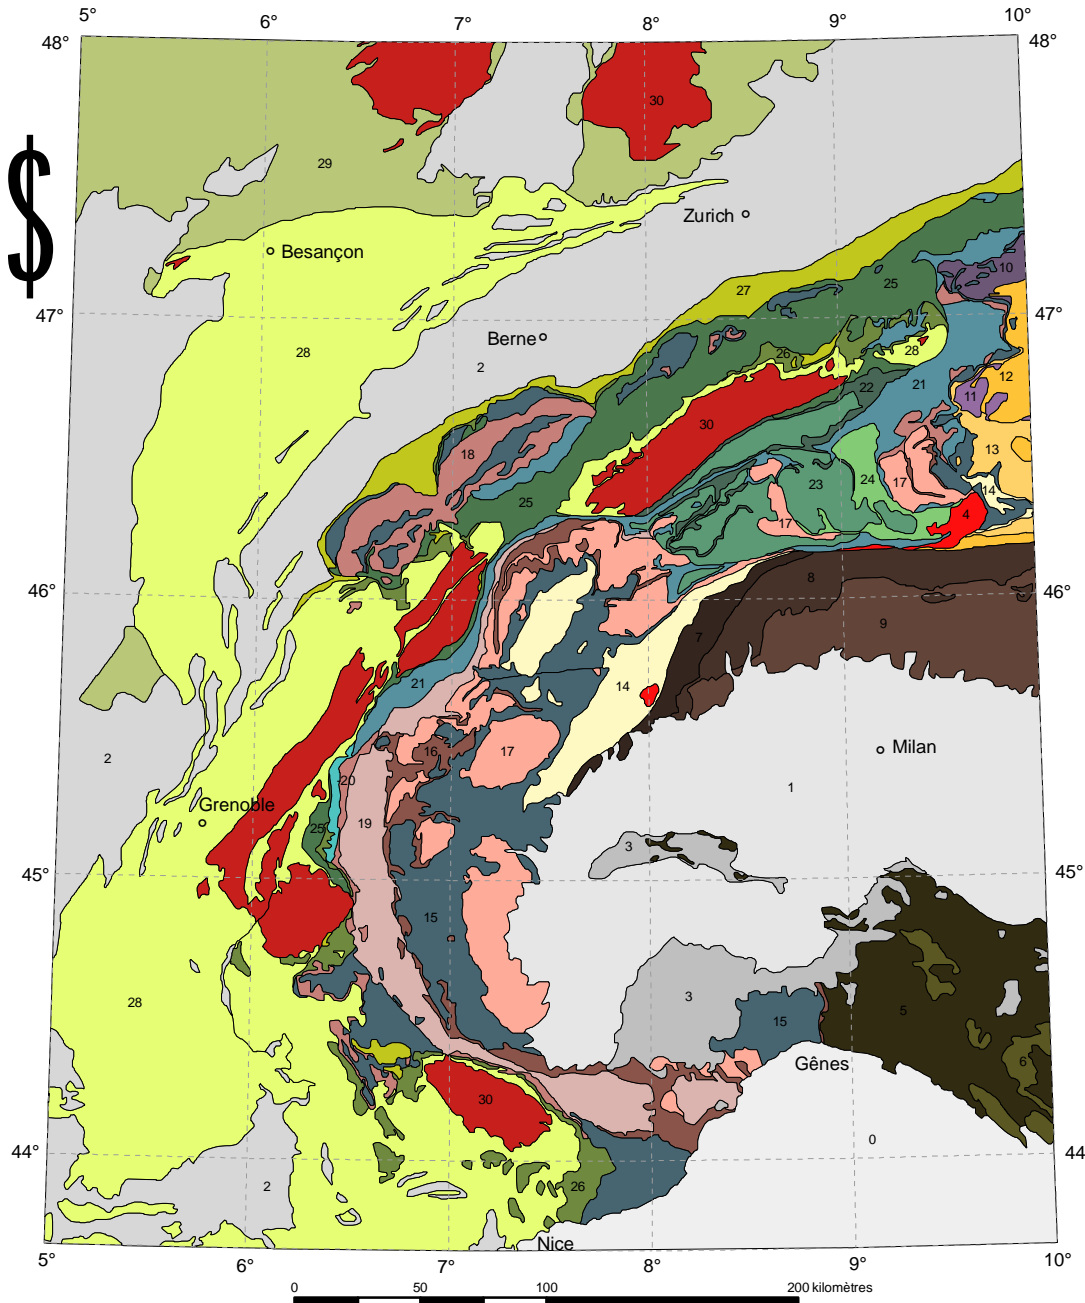 5° 6° 7° 8° 9° 10°
48° 48°
30
29
$
Zurich
Besançon
10
25
27
47° 47°
Berne
28 26 28
2 12
22 21
11
30
18 13
23 24 17
25 14
17 4
8
46° 46°
9
7
21 14
16 17 Milan
2
20 1
Grenoble
19
25 3
45° 45°
15
28 3 5
15
6
Gênes
30
0
44° 44
2 26
Nice
5° 6° 7° 8° 9° 10°
0 50 100 200 kilomètres